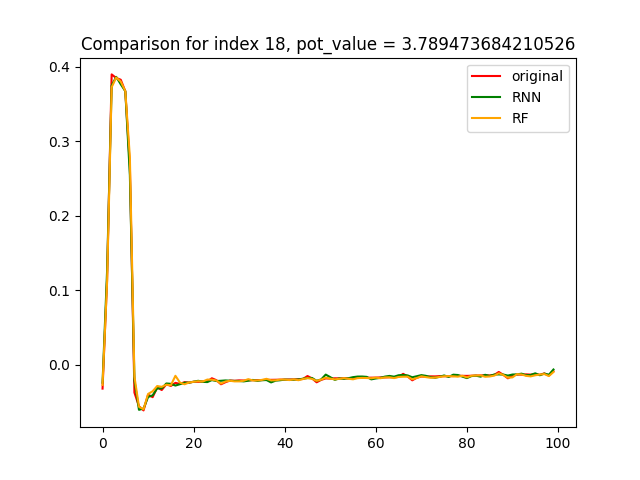 Comparison for index 18, pot_value = 3.789473684210526
original
RNN
RF
0.4
0.3
0.2
0.1
0.0
0
20
40
60
80
100